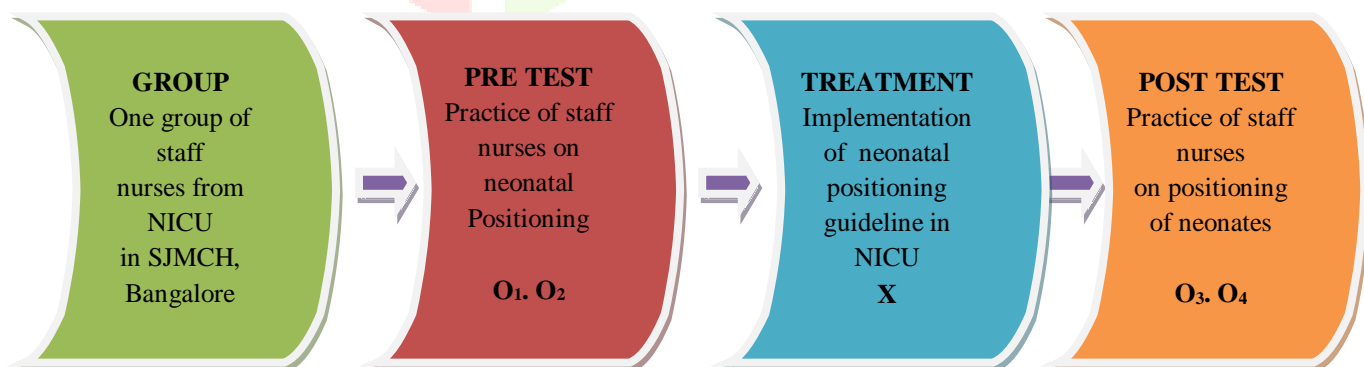 GROUP
One group of
staff
nurses from
NICU
in SJMCH,
Bangalore
PRE TEST
Practice of staff
nurses on
neonatal
Positioning
O₁. O₂
TREATMENT
Implementation
of neonatal
positioning
guideline in
NICU
X
POST TEST
Practice of staff
nurses
on positioning
of neonates
O₃. O₄